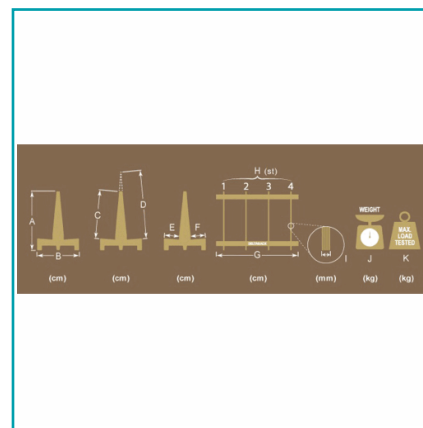 H (st)
1 2 3 4
A
B
C
D
E F
G
I
WEIGHT
J
MAX.
LOAD
TESTED
K
(cm) (cm) (cm) (cm) (mm) (kg) (kg)